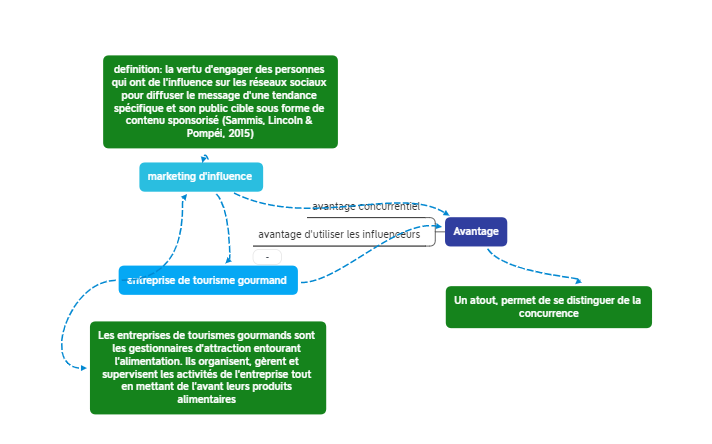 definition: la vertu d'engager des personnes
qui ont de l'influence sur les réseaux sociaux
pour diffuser le message d'une tendance
spécifique et son public cible sous forme de
contenu sponsorisé (Sammis, Lincoln &
Pompéi, 2015)
marketing d'influence
avantage concurrentiel
avantage d'utiliser les influenceurs
Avantage
-
entreprise de tourisme gourmand
Un atout, permet de se distinguer de la
concurrence
Les entreprises de tourismes gourmands sont
les gestionnaires d'attraction entourant
l'alimentation. Ils organisent, gèrent et
supervisent les activités de l'entreprise tout
en mettant de l'avant leurs produits
alimentaires